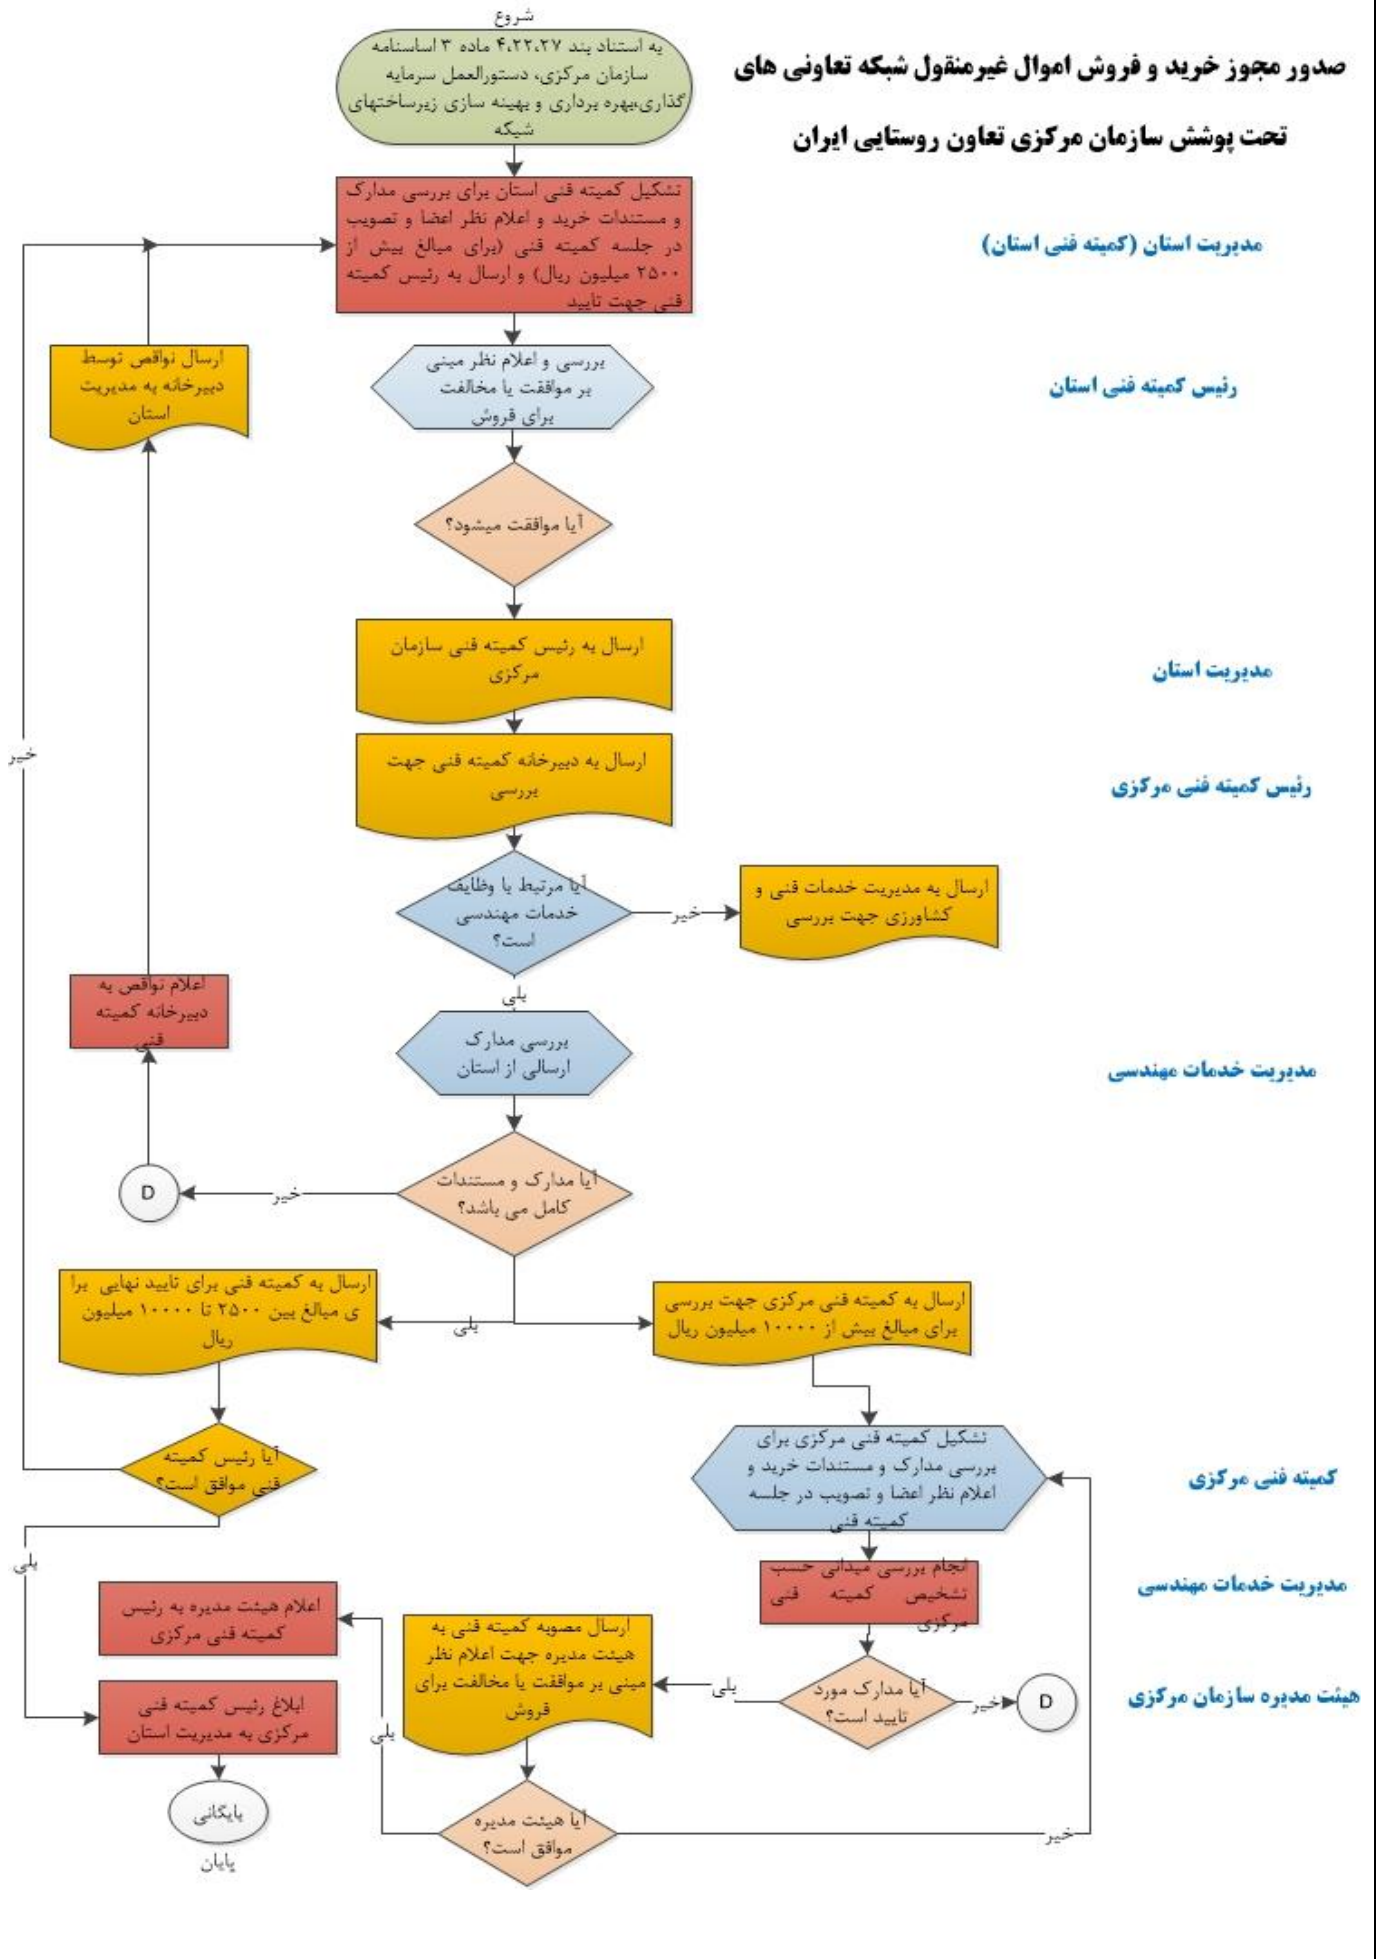 شروع
به استناد بند ۴،۲۲،۲۷ ماده ۳ اساسنامه
سازمان مرکزی، دستورالعمل سرمایه
گذاری،بهره برداری و بهینه سازی زیرساختهای
شبکه
صدور مجوز خرید و فروش اموال غیرمنقول شبکه تعاونی های
تحت پوشش سازمان مرکزی تعاون روستایی ایران
تشکیل کمیته فنی استان برای بررسی مدارک
و مستندات خرید و اعلام نظر اعضا و تصویب
در جلسه کمیته فنی (برای مبالغ بیش از
۲۵۰۰ میلیون ریال) و ارسال به رئیس کمیته
فنی جهت تایید
مدیریت استان (کمیته فنی استان)
ارسال نواقص توسط
دبیرخانه به مدیریت
استان
بررسی و اعلام نظر مبنی
بر موافقت یا مخالفت
برای فروش
رئیس کمیته فنی استان
آیا موافقت میشود؟
ارسال به رئیس کمیته فنی سازمان
مرکزی
مدیریت استان
خیر
ارسال به دبیرخانه کمیته فنی جهت
بررسی
رئیس کمیته فنی مرکزی
آیا مرتبط با وظایف
خدمات مهندسی
است؟
خیر
ارسال به مدیریت خدمات فنی و
کشاورزی جهت بررسی
بلی
اعلام نواقص به
دبیرخانه کمیته
فنی
بررسی مدارک
ارسالی از استان
مدیریت خدمات مهندسی
آیا مدارک و مستندات
کامل می باشد؟
خیر
D
ارسال به کمیته فنی برای تایید نهایی برا
ی مبالغ بین ۲۵۰۰ تا ۱۰۰۰۰ میلیون
ریال
بلی
ارسال به کمیته فنی مرکزی جهت بررسی
برای مبالغ بیش از ۱۰۰۰۰ میلیون ریال
آیا رئیس کمیته
فنی موافق است؟
تشکیل کمیته فنی مرکزی برای
بررسی مدارک و مستندات خرید و
اعلام نظر اعضا و تصویب در جلسه
کمیته فنی
کمیته فنی مرکزی
بلی
انجام بررسی میدانی حسب
تشخیص کمیته فنی
مرکزی
مدیریت خدمات مهندسی
اعلام هیئت مدیره به رئیس
کمیته فنی مرکزی
ارسال مصوبه کمیته فنی به
هیئت مدیره جهت اعلام نظر
مبنی بر موافقت یا مخالفت برای
فروش
بلی
آیا مدارک مورد
تایید است؟
خیر
D
هیئت مدیره سازمان مرکزی
ابلاغ رئیس کمیته فنی
مرکزی به مدیریت استان
بلی
بایگانی
پایان
آیا هیئت مدیره
موافق است؟
خیر